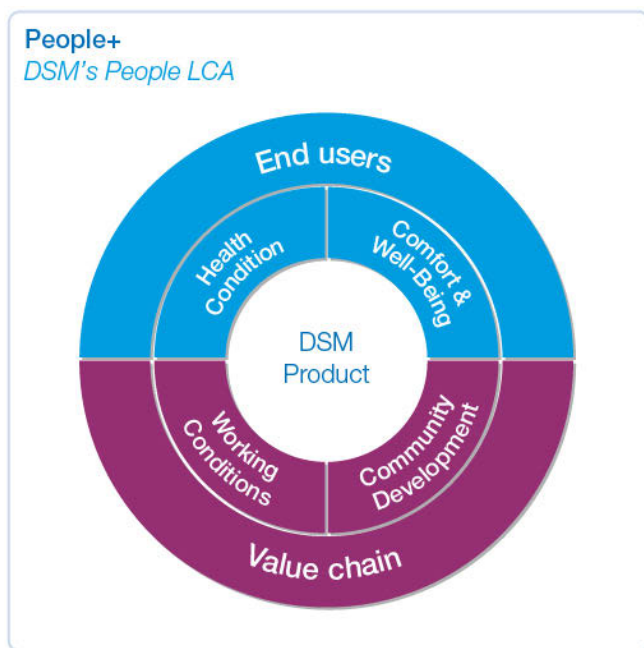 People+
DSM's People LCA
End users
Health
Condition
Comfort &
Well-Being
DSM
Product
Working
Conditions
Community
Development
Value chain